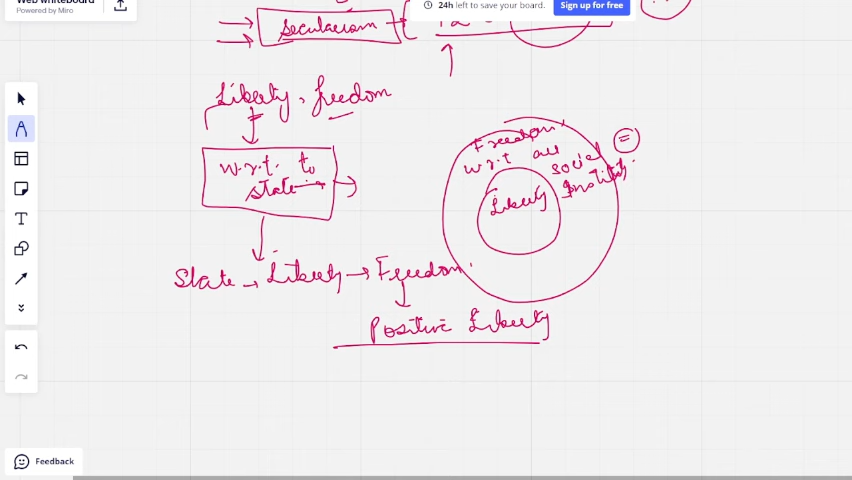 Web whiteboard
Powered by Miro
24h left to save your board.
Sign up for free
secularism
Liberty, freedom
w.r.t. to
state
Freedom.
w.r.t all
social
Liberty
=
State → Liberty → Freedom.
Positive Liberty
T
Feedback